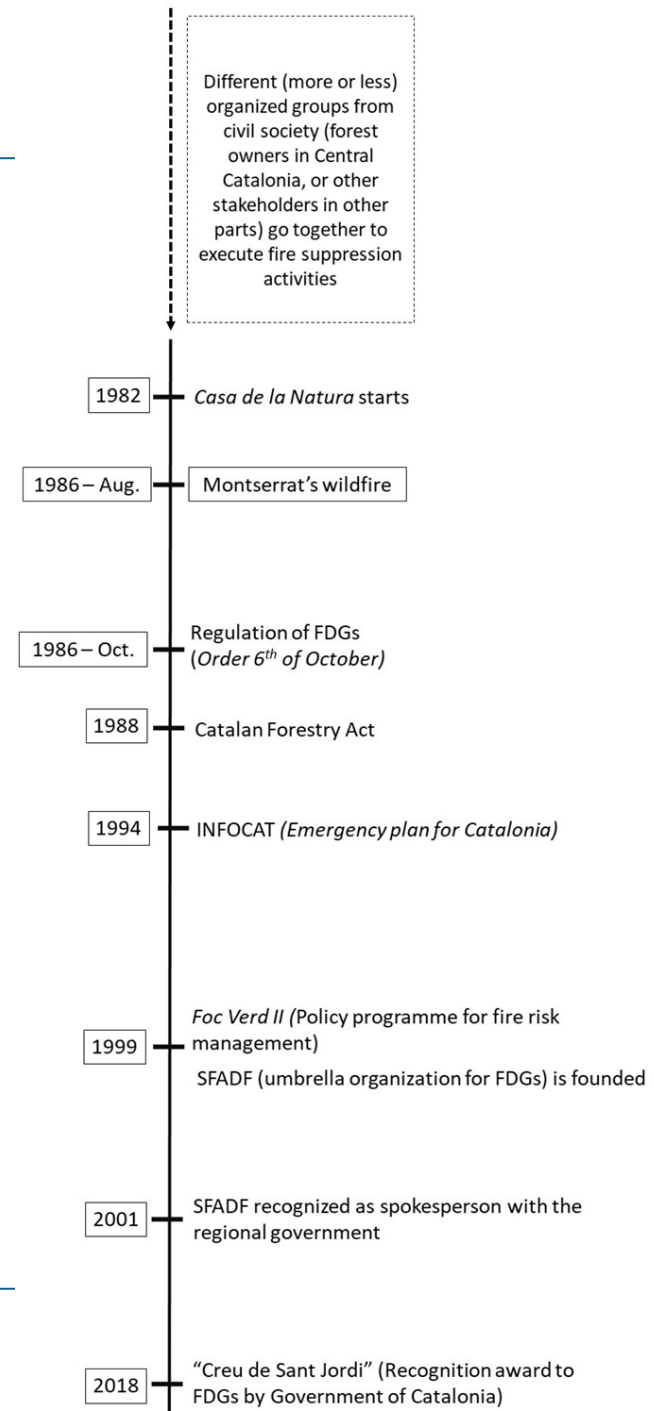 Different (more or less)
organized groups from
civil society (forest
owners in Central
Catalonia, or other
stakeholders in other
parts) go together to
execute fire suppression
activities
1982
Casa de la Natura starts
1986 – Aug.
Montserrat’s wildfire
1986 – Oct.
Regulation of FDGs
(Order 6th of October)
1988
Catalan Forestry Act
1994
INFOCAT (Emergency plan for Catalonia)
1999
Foc Verd II (Policy programme for fire risk
management)
SFADF (umbrella organization for FDGs) is founded
2001
SFADF recognized as spokesperson with the
regional government
2018
“Creu de Sant Jordi” (Recognition award to
FDGs by Government of Catalonia)